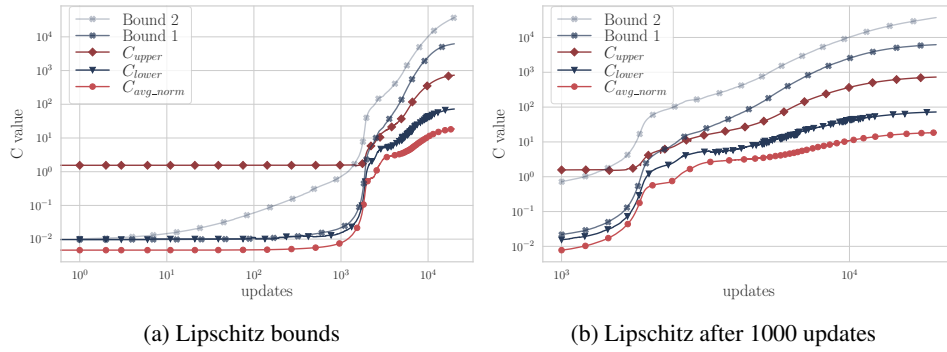 Bound 2
Bound 1
C_upper
C_lower
C_avg_norm
C value
10^4
10^3
10^2
10^1
10^0
10^−1
10^−2
10^0
10^1
10^2
10^3
10^4
updates
(a) Lipschitz bounds
Bound 2
Bound 1
C_upper
C_lower
C_avg_norm
C value
10^4
10^3
10^2
10^1
10^0
10^−1
10^−2
10^3
10^4
updates
(b) Lipschitz after 1000 updates